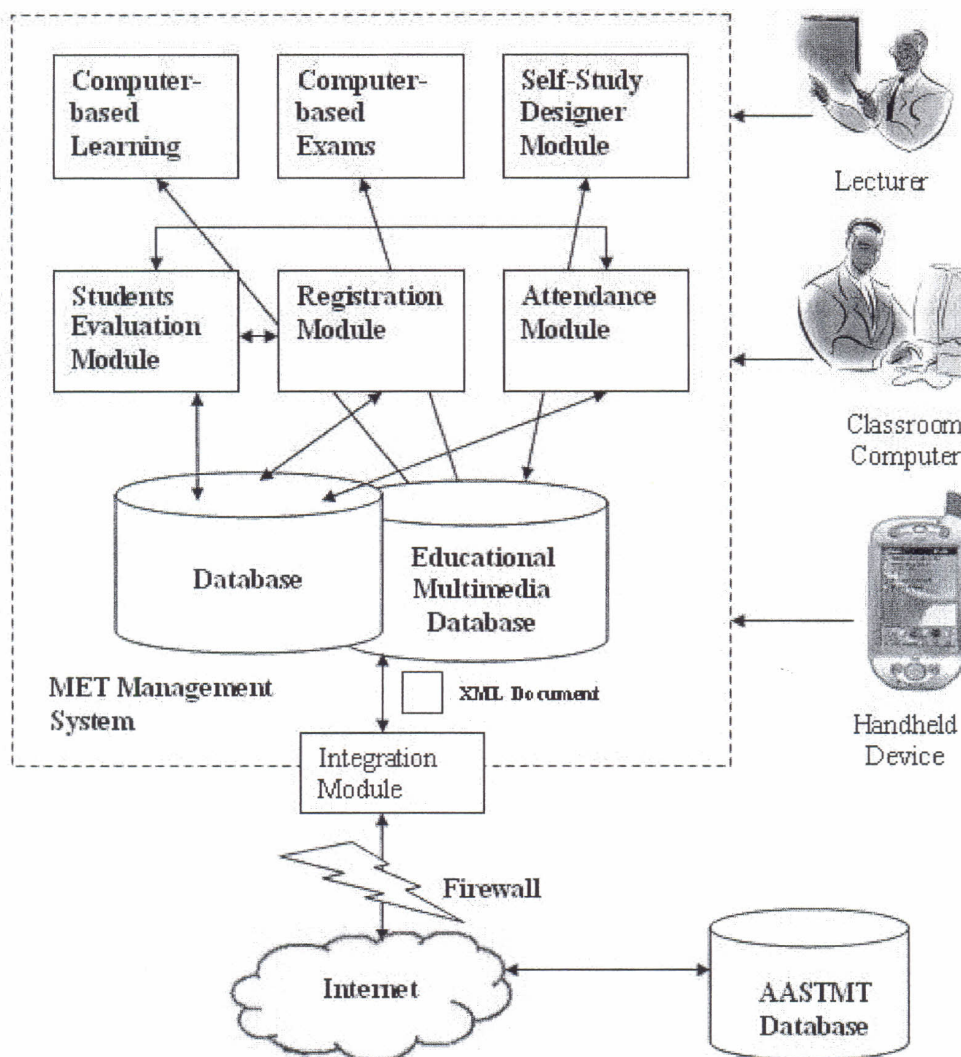 Computer-
based
Learning
Computer-
based
Exams
Self-Study
Designer
Module
Lecturer
Students
Evaluation
Module
Registration
Module
Attendance
Module
Classroom
Computer
Database
Educational
Multimedia
Database
MET Management
System
XML Document
Handheld
Device
Integration
Module
Firewall
Internet
AASTMT
Database